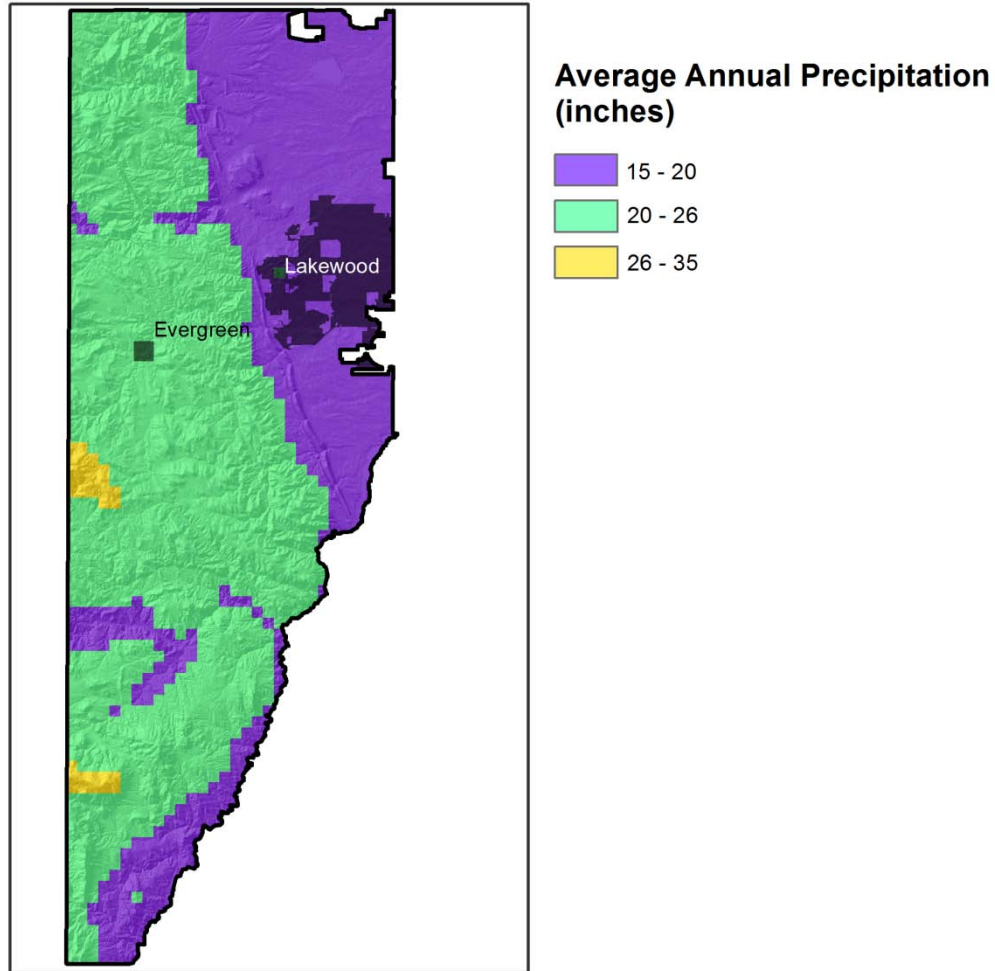 Average Annual Precipitation
(inches)
15 - 20
20 - 26
26 - 35
Lakewood
Evergreen